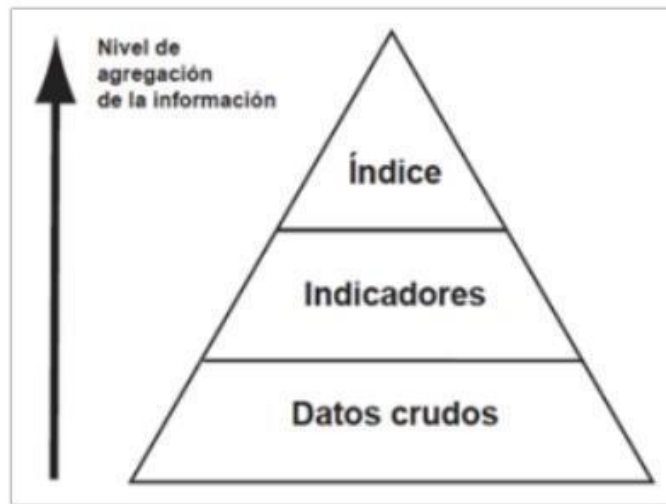 Nivel de
agregación
de la información
Índice
Indicadores
Datos crudos